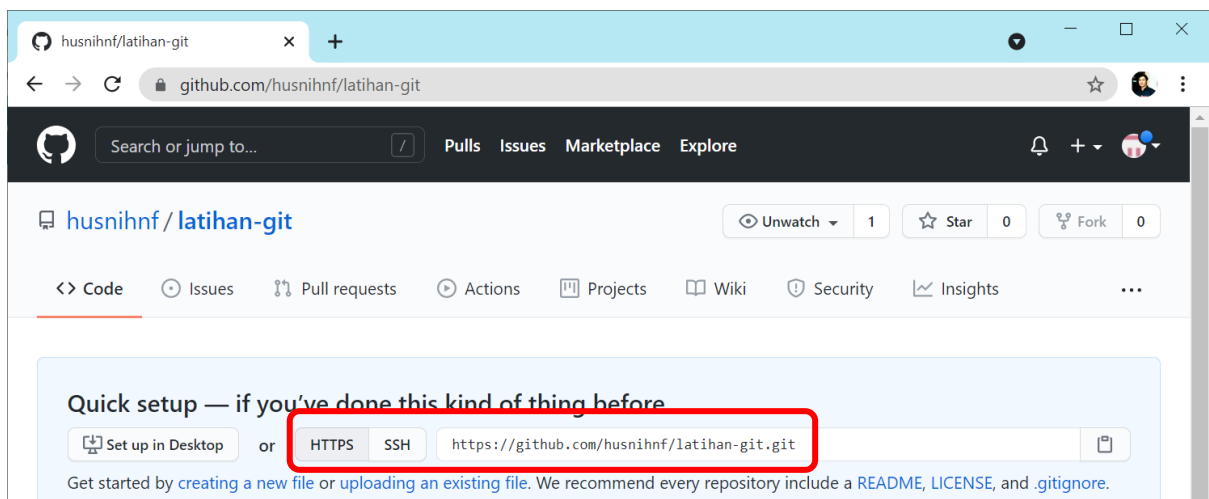 husnihnf/latihan-git
github.com/husnihnf/latihan-git
Search or jump to... / Pulls Issues Marketplace Explore
husnihnf / latihan-git Unwatch 1 Star 0 Fork 0
<> Code Issues Pull requests Actions Projects Wiki Security Insights ...
Quick setup — if you've done this kind of thing before
Set up in Desktop or HTTPS SSH https://github.com/husnihnf/latihan-git.git
Get started by creating a new file or uploading an existing file. We recommend every repository include a README, LICENSE, and .gitignore.